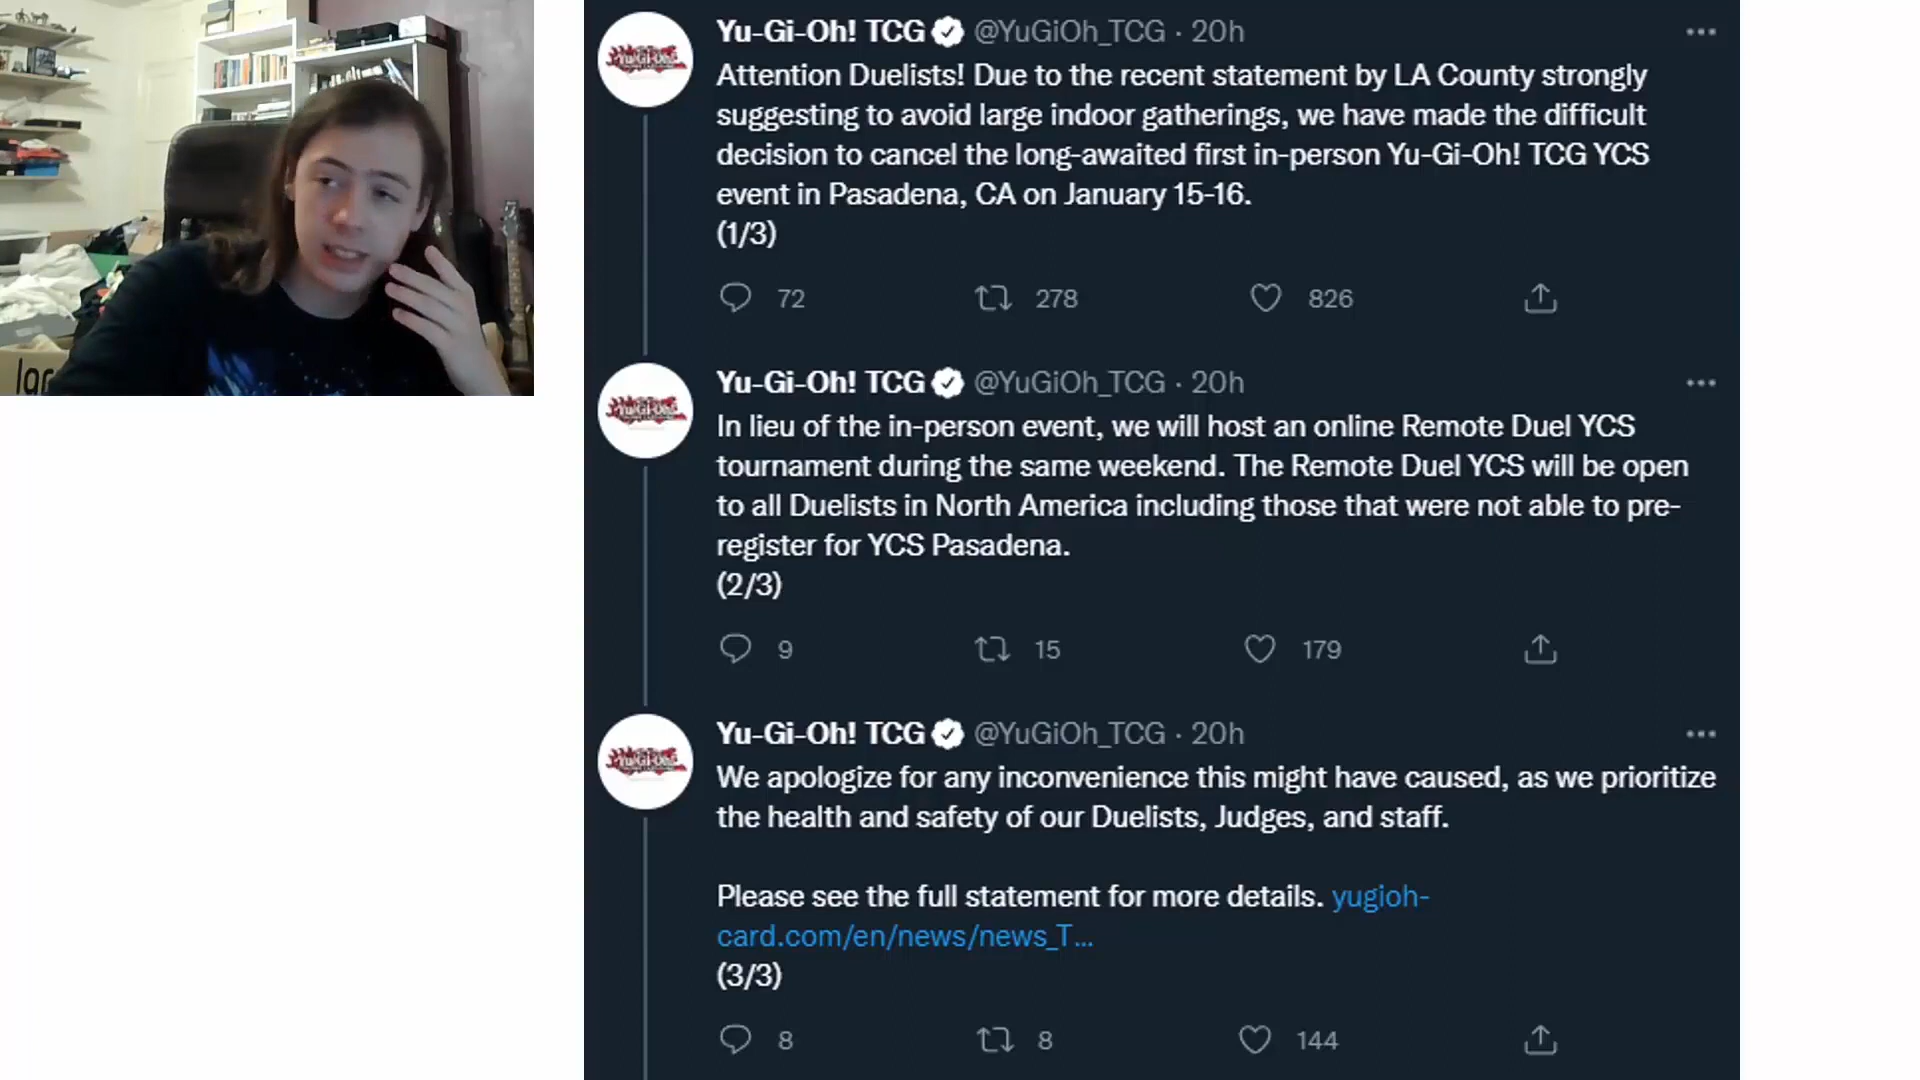 Yu-Gi-Oh! TCG @YuGiOh_TCG · 20h
Attention Duelists! Due to the recent statement by LA County strongly
suggesting to avoid large indoor gatherings, we have made the difficult
decision to cancel the long-awaited first in-person Yu-Gi-Oh! TCG YCS
event in Pasadena, CA on January 15-16.
(1/3)
72 278 826
Yu-Gi-Oh! TCG @YuGiOh_TCG · 20h
In lieu of the in-person event, we will host an online Remote Duel YCS
tournament during the same weekend. The Remote Duel YCS will be open
to all Duelists in North America including those that were not able to pre-
register for YCS Pasadena.
(2/3)
9 15 179
Yu-Gi-Oh! TCG @YuGiOh_TCG · 20h
We apologize for any inconvenience this might have caused, as we prioritize
the health and safety of our Duelists, Judges, and staff.
Please see the full statement for more details. yugioh-
card.com/en/news/news_T...
(3/3)
8 8 144